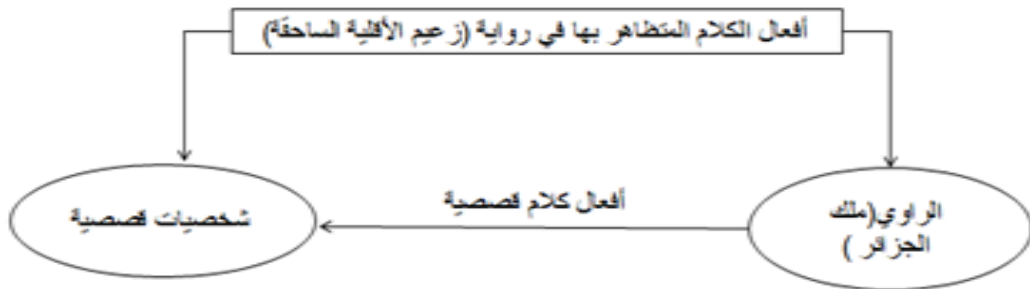 أفعال الكلام المتظاهر بها في رواية (زعيم الأقلية الساحقة)
أفعال كلام قصصية
الراوي(ملك
الجزائر )
شخصيات قصصية